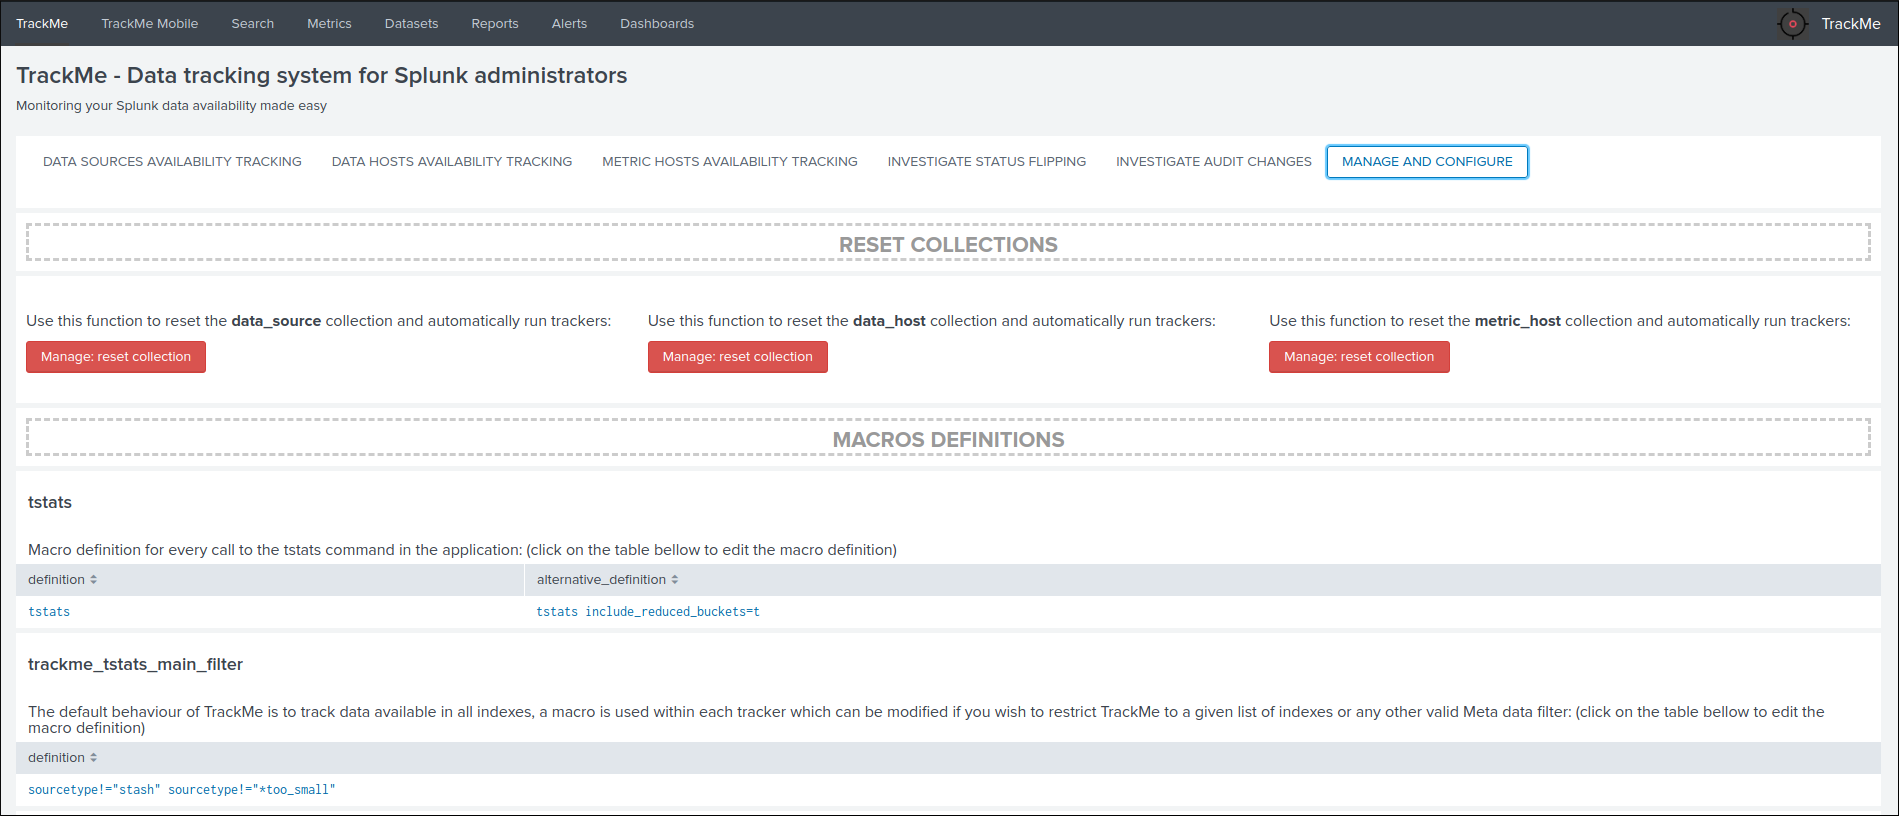 TrackMe TrackMe Mobile Search Metrics Datasets Reports Alerts Dashboards TrackMe
TrackMe - Data tracking system for Splunk administrators
Monitoring your Splunk data availability made easy
DATA SOURCES AVAILABILITY TRACKING DATA HOSTS AVAILABILITY TRACKING METRIC HOSTS AVAILABILITY TRACKING INVESTIGATE STATUS FLIPPING INVESTIGATE AUDIT CHANGES MANAGE AND CONFIGURE
RESET COLLECTIONS
Use this function to reset the data_source collection and automatically run trackers: Use this function to reset the data_host collection and automatically run trackers: Use this function to reset the metric_host collection and automatically run trackers:
Manage: reset collection Manage: reset collection Manage: reset collection
MACROS DEFINITIONS
tstats
Macro definition for every call to the tstats command in the application: (click on the table bellow to edit the macro definition)
definition alternative_definition
tstats tstats include_reduced_buckets=t
trackme_tstats_main_filter
The default behaviour of TrackMe is to track data available in all indexes, a macro is used within each tracker which can be modified if you wish to restrict TrackMe to a given list of indexes or any other valid Meta data filter: (click on the table bellow to edit the
macro definition)
definition
sourcetype!="stash" sourcetype!="*too_small"